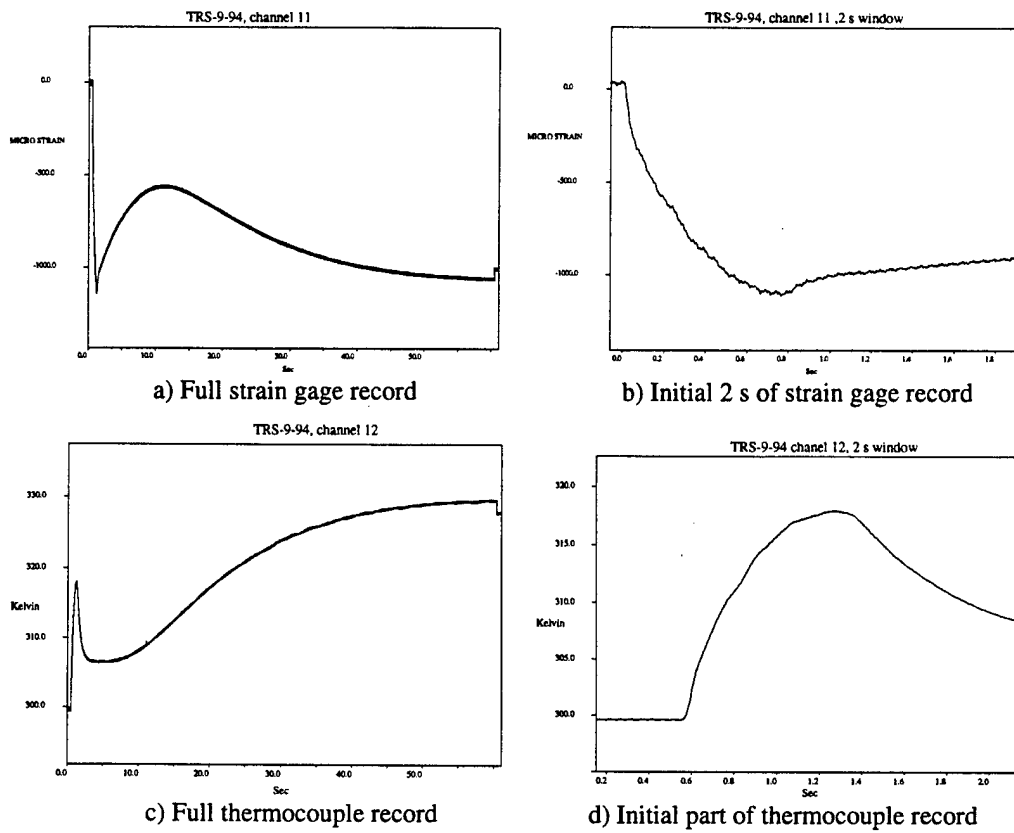 TRS-9-94, channel 11
0.0
MICRO STRAIN
-500.0
-1000.0
0.0 10.0 20.0 30.0 40.0 50.0
Sec
a) Full strain gage record
TRS-9-94, channel 11 ,2 s window
0.0
MICRO STRAIN
-500.0
-1000.0
0.0 0.2 0.4 0.6 0.8 1.0 1.2 1.4 1.6 1.8
Sec
b) Initial 2 s of strain gage record
TRS-9-94, channel 12
330.0
320.0
Kelvin
310.0
300.0
0.0 10.0 20.0 30.0 40.0 50.0
Sec
c) Full thermocouple record
TRS-9-94 chanel 12, 2 s window
320.0
315.0
310.0
Kelvin
305.0
300.0
0.2 0.4 0.6 0.8 1.0 1.2 1.4 1.6 1.8 2.0
Sec
d) Initial part of thermocouple record